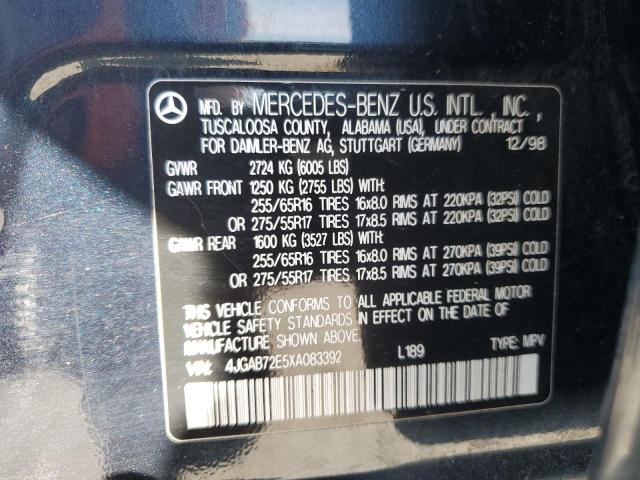 MFD. BY MERCEDES-BENZ U.S. INTL., INC.,
TUSCALOOSA COUNTY, ALABAMA (USA), UNDER CONTRACT
FOR DAIMLER-BENZ AG, STUTTGART (GERMANY) 12/98
GVWR 2724 KG (6005 LBS)
GAWR FRONT 1250 KG (2755 LBS) WITH:
255/65R16 TIRES 16x8.0 RIMS AT 220KPA (32PSI) COLD
OR 275/55R17 TIRES 17x8.5 RIMS AT 220KPA (32PSI) COLD
GAWR REAR 1600 KG (3527 LBS) WITH:
255/65R16 TIRES 16x8.0 RIMS AT 270KPA (39PSI) COLD
OR 275/55R17 TIRES 17x8.5 RIMS AT 270KPA (39PSI) COLD
THIS VEHICLE CONFORMS TO ALL APPLICABLE FEDERAL MOTOR
VEHICLE SAFETY STANDARDS IN EFFECT ON THE DATE OF
MANUFACTURE SHOWN ABOVE.
VIN: 4JGAB72E5XA083392 L189 TYPE: MPV